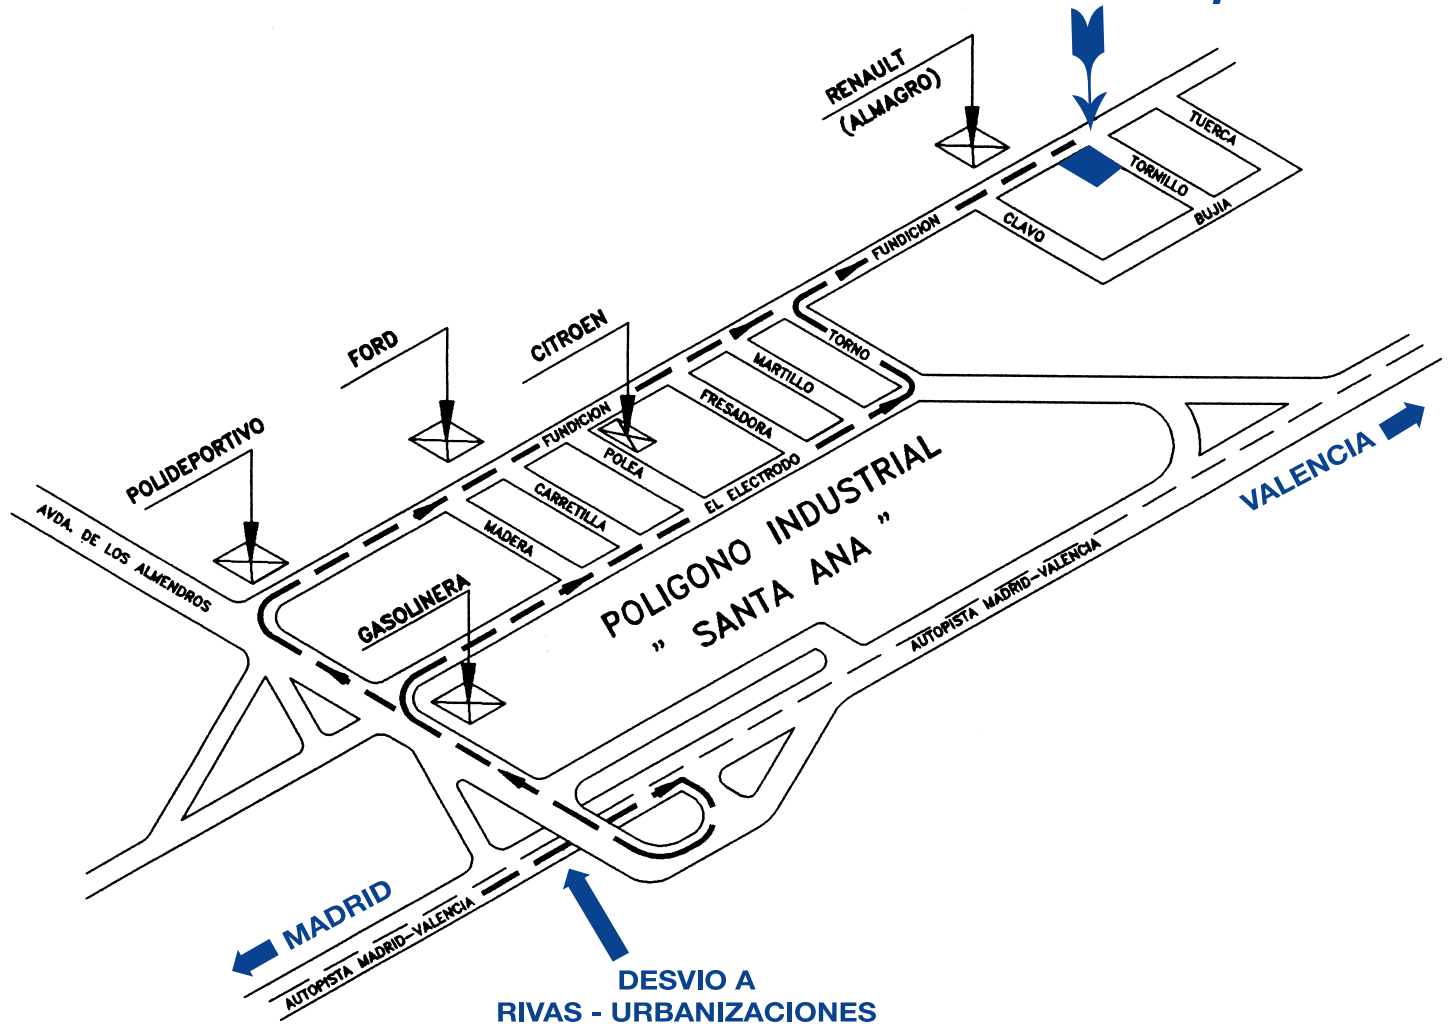 RENAULT
(ALMAGRO)
TUERCA
TORNILLO
BUJIA
CLAVO
FUNDICION
FORD
CITROEN
TORNO
MARTILLO
FRESADORA
FUNDICION
POLEA
CARRETILLA
MADERA
EL ELECTRODO
POLIDEPORTIVO
AVDA. DE LOS ALMENDROS
GASOLINERA
POLIGONO INDUSTRIAL
" SANTA ANA "
VALENCIA
AUTOPISTA MADRID-VALENCIA
MADRID
AUTOPISTA MADRID-VALENCIA
DESVIO A
RIVAS - URBANIZACIONES